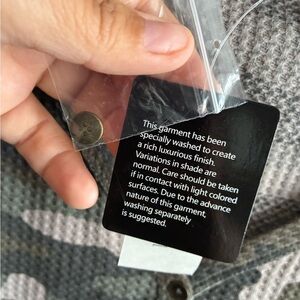 This garment has been
specially washed to create
a rich luxurious finish.
Variations in shade are
normal. Care should be taken
if in contact with light colored
surfaces. Due to the advance
nature of this garment,
washing separately
is suggested.